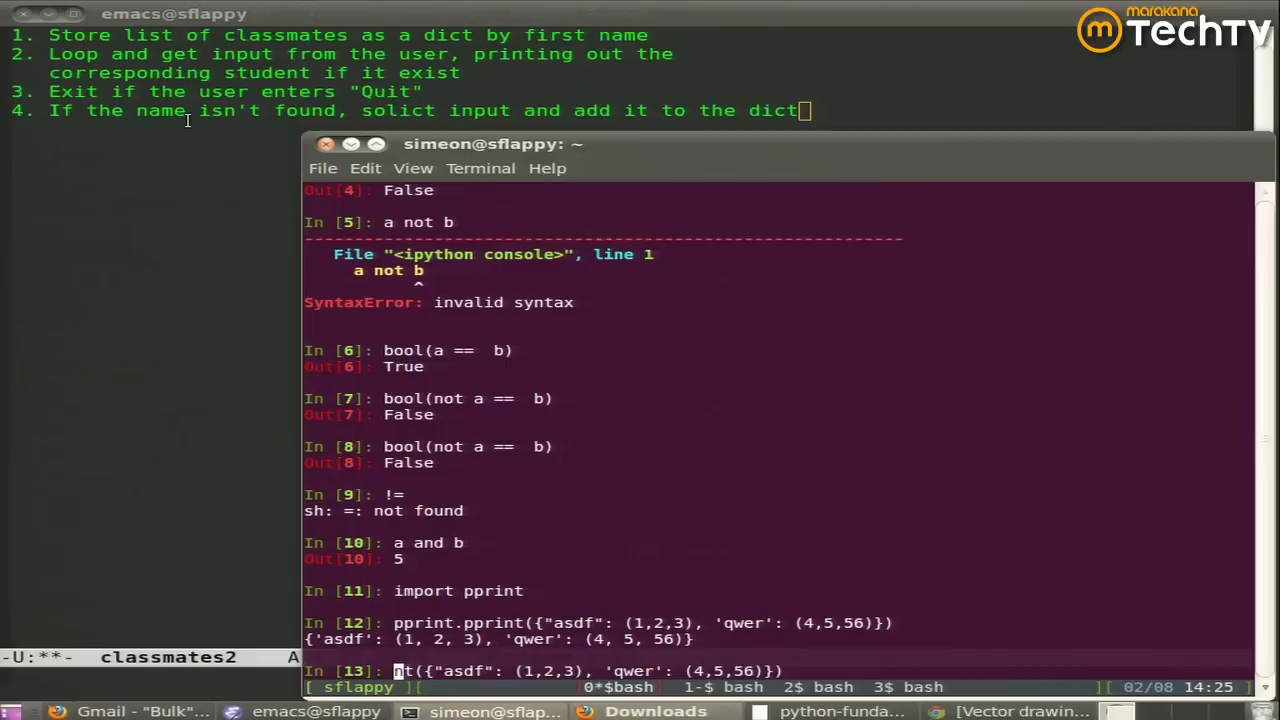 emacs@sflappy
marakana
TechTV
1. Store list of classmates as a dict by first name
2. Loop and get input from the user, printing out the
corresponding student if it exist
3. Exit if the user enters "Quit"
4. If the name isn't found, solict input and add it to the dict
simeon@sflappy: ~
File Edit View Terminal Help
Out[4]: False
In [5]: a not b
------------------------------------------------------------
File "<ipython console>", line 1
a not b
^
SyntaxError: invalid syntax
In [6]: bool(a ==  b)
Out[6]: True
In [7]: bool(not a ==  b)
Out[7]: False
In [8]: bool(not a ==  b)
Out[8]: False
In [9]: !=
sh: =: not found
In [10]: a and b
Out[10]: 5
In [11]: import pprint
In [12]: pprint.pprint({"asdf": (1,2,3), 'qwer': (4,5,56)})
{'asdf': (1, 2, 3), 'qwer': (4, 5, 56)}
In [13]: nt({"asdf": (1,2,3), 'qwer': (4,5,56)})
-U:**-  classmates2  A
[ sflappy ][ 0*$bash 1-$ bash 2$ bash 3$ bash ][ 02/08 14:25
Gmail - "Bulk"... emacs@sflappy simeon@sflap... Downloads python-funda... [Vector drawin...